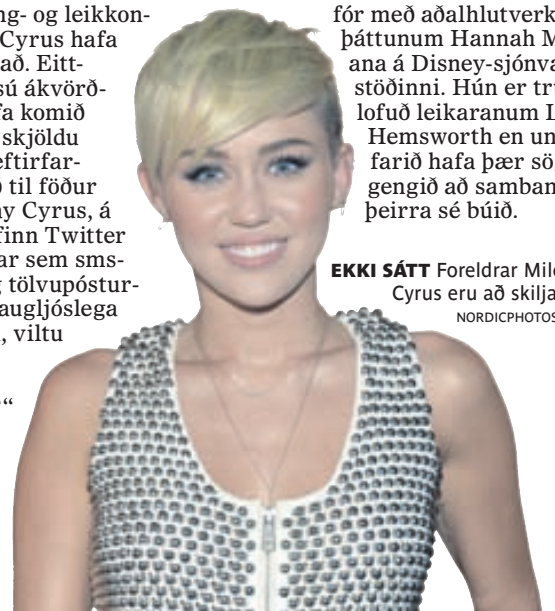 ng- og leikkon-
Cyrus hafa
að. Eitt-
sú ákvörð-
fa komið
skjöldu
eftirfar-
ð til föður
ay Cyrus, á
finn Twitter
ar sem sms-
g tölvupóstur-
augljóslega
, viltu
“
fór með aðalhlutverk
þáttunum Hannah M
ana á Disney-sjónva
stöðinni. Hún er trú
lofuð leikaranum L
Hemsworth en un
farið hafa þær sög
gengið að samban
þeirra sé búið.
EKKI SÁTT Foreldrar Mile
Cyrus eru að skilja
NORDICPHOTOS